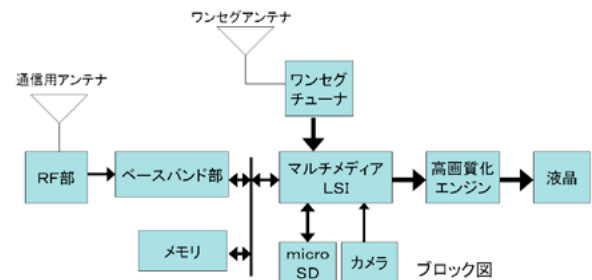 ワンセグアンテナ
通信用アンテナ
ワンセグ
チューナ
RF部
ベースバンド部
マルチメディア
LSI
高画質化
エンジン
液晶
メモリ
micro
SD
カメラ
ブロック図